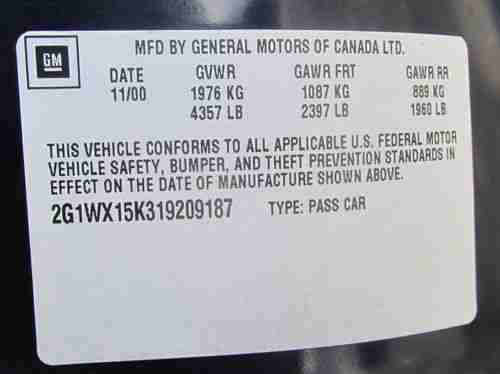 GM
MFD BY GENERAL MOTORS OF CANADA LTD.
DATE GVWR GAWR FRT GAWR RR
11/00 1976 KG 1087 KG 889 KG
4357 LB 2397 LB 1960 LB
THIS VEHICLE CONFORMS TO ALL APPLICABLE U.S. FEDERAL MOTOR
VEHICLE SAFETY, BUMPER, AND THEFT PREVENTION STANDARDS IN
EFFECT ON THE DATE OF MANUFACTURE SHOWN ABOVE.
2G1WX15K319209187 TYPE: PASS CAR